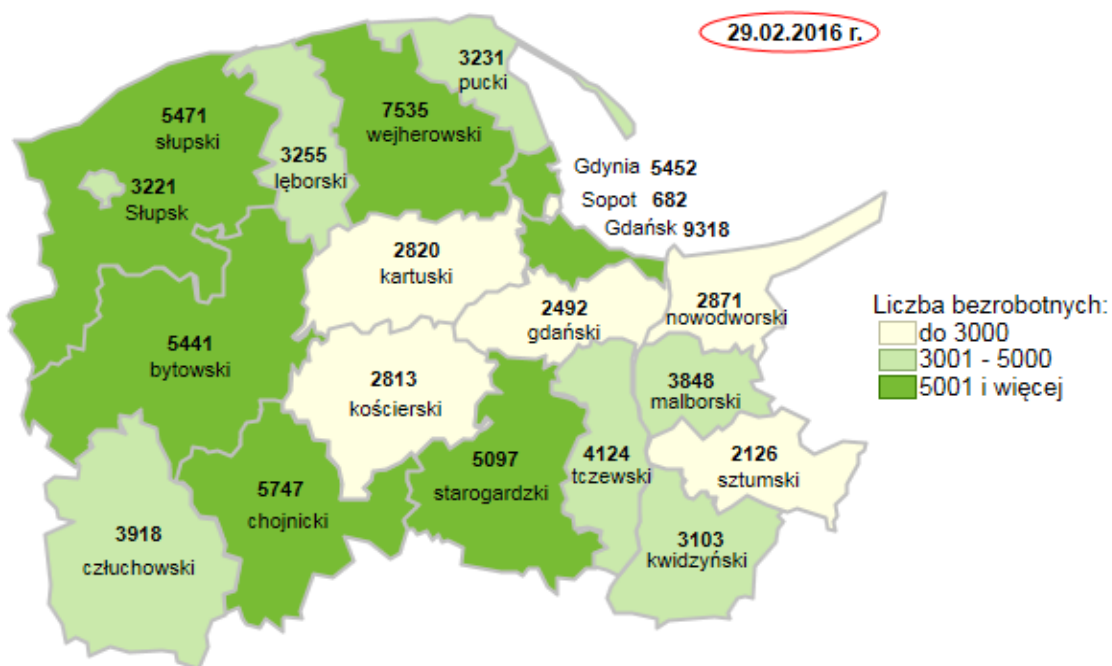 29.02.2016 r.
3231
pucki
5471
słupski
7535
wejherowski
3255
lęborski
3221
Słupsk
Gdynia 5452
Sopot 682
Gdańsk 9318
2820
kartuski
2492
gdański
2871
nowodworski
Liczba bezrobotnych:
do 3000
3001 - 5000
5001 i więcej
5441
bytowski
2813
kościerski
3848
malborski
5097
starogardzki
4124
tczewski
2126
sztumski
5747
chojnicki
3918
człuchowski
3103
kwidzyński